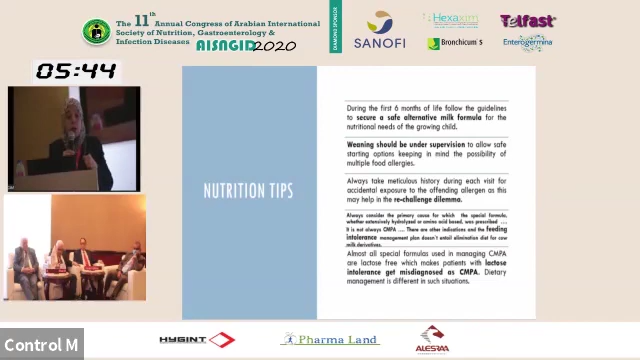 The 11th Annual Congress of Arabian International
Society of Nutrition, Gastroenterology &
Infection Diseases AISNGID2020
DIAMOND SPONSOR
SANOFI
Hexaxim
Telfast
Bronchicum S
Enterogermina
05:44
NUTRITION TIPS
During the first 6 months of life follow the guidelines
to secure a safe alternative milk formula for the
nutritional needs of the growing child.
Weaning should be under supervision to allow safe
starting options keeping in mind the possibility of
multiple food allergies.
Always take meticulous history during each visit for
accidental exposure to the offending allergen as this
may help in the re-challenge dilemma.
Always consider the primary cause for which the special formula,
whether extensively hydrolyzed or amino acid based, was prescribed ....
It is not always CMPA .... There are other indications and the feeding
intolerance management plan doesn't entail elimination diet for cow
milk derivatives.
Almost all special formulas used in managing CMPA
are lactose free which makes patients with lactose
intolerance get misdiagnosed as CMPA. Dietary
management is different in such situations.
Control M
HYGINT
Pharma Land
ALESRAA